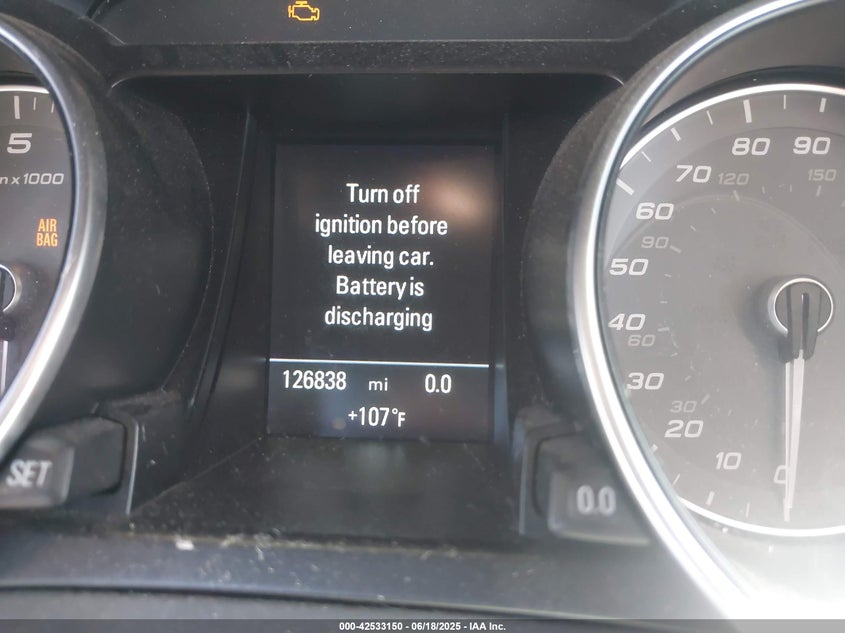 5
n x 1000
AIR
BAG
Turn off
ignition before
leaving car.
Battery is
discharging
126838 mi 0.0
+107°F
SET
0.0
80 90
70 120 150
60
90
50
40
60
30
30
20
10
0
000-42533150 - 06/18/2025 - IAA Inc.